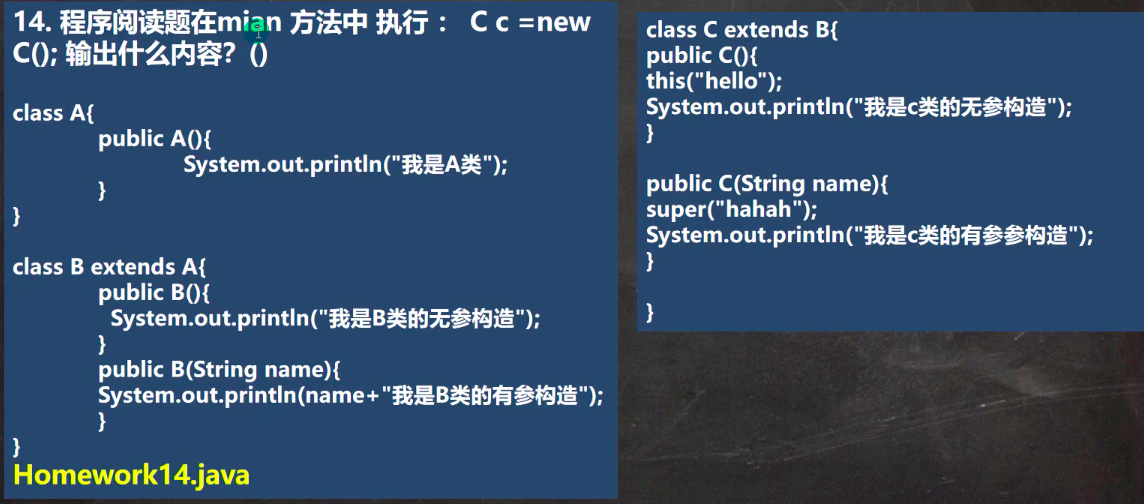 14. 程序阅读题在mian 方法中 执行： C c =new
C(); 输出什么内容？()
class A{
public A(){
System.out.println("我是A类");
}
}
class B extends A{
public B(){
System.out.println("我是B类的无参构造");
}
public B(String name){
System.out.println(name+"我是B类的有参构造");
}
}
Homework14.java
class C extends B{
public C(){
this("hello");
System.out.println("我是c类的无参构造");
}
public C(String name){
super("hahah");
System.out.println("我是c类的有参参构造");
}
}